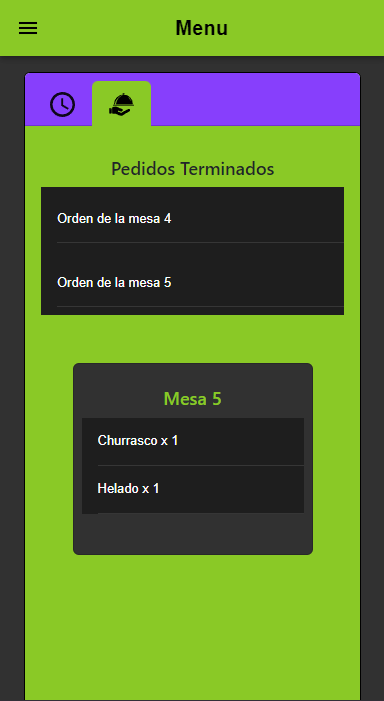 Menu
Pedidos Terminados
Orden de la mesa 4
Orden de la mesa 5
Mesa 5
Churrasco x 1
Helado x 1